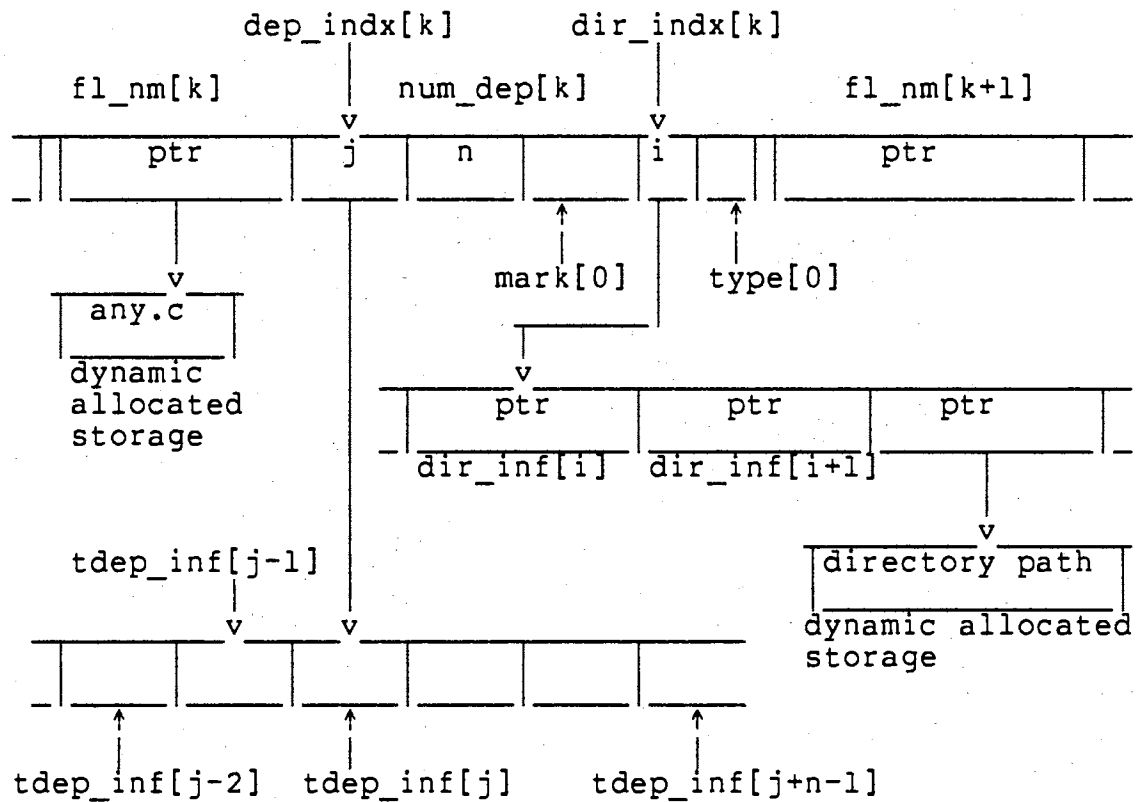 dep_indx[k] dir_indx[k]
fl_nm[k] num_dep[k] fl_nm[k+1]
ptr j n i ptr
mark[0] type[0]
any.c
dynamic
allocated
storage
ptr ptr ptr
dir_inf[i] dir_inf[i+1]
tdep_inf[j-1]
directory path
dynamic allocated
storage
tdep_inf[j-2] tdep_inf[j] tdep_inf[j+n-1]